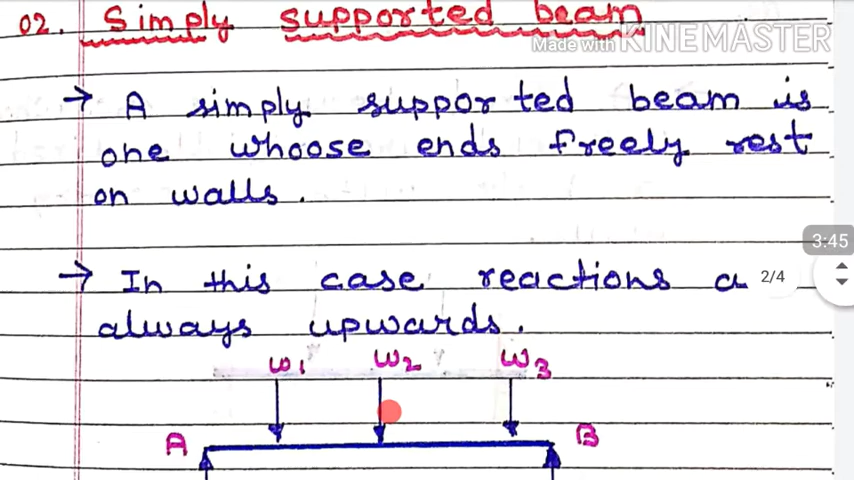 02. Simply supported beam
Made with KINEMASTER
→ A simply supported beam is
one whoose ends freely rest
on walls.
3:45
→ In this case reactions a
2/4
always upwards.
W1 W2 W3
A B